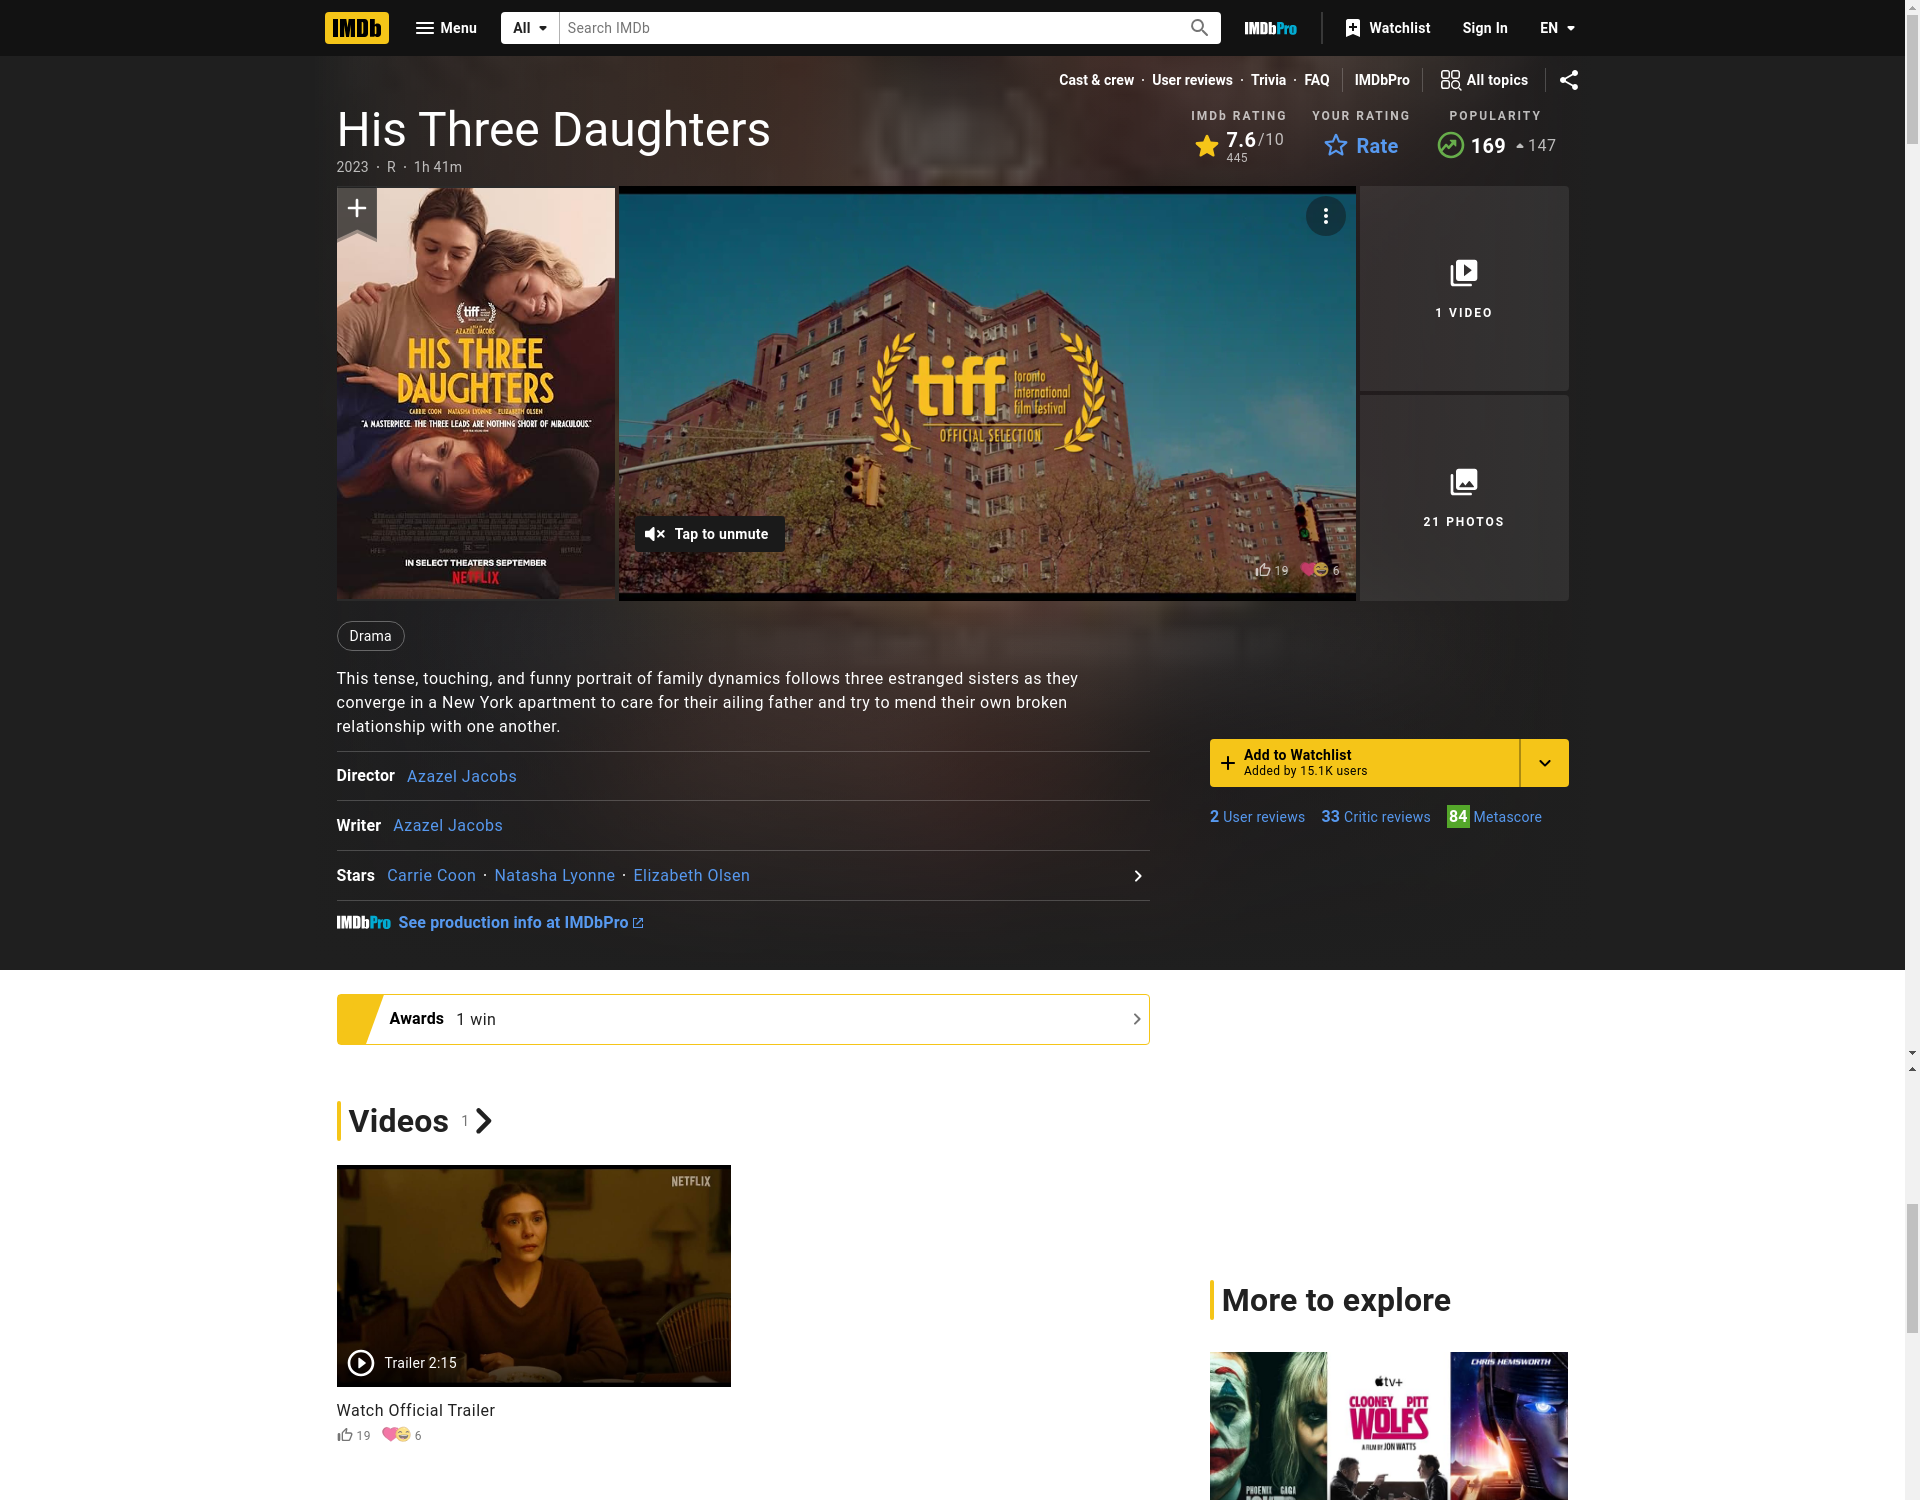 IMDb
Menu
All
Search IMDb
IMDbPro
Watchlist
Sign In
EN
Cast & crew · User reviews · Trivia · FAQ
IMDbPro
All topics
His Three Daughters
2023 · R · 1h 41m
IMDb RATING
7.6/10
445
YOUR RATING
Rate
POPULARITY
169
147
tiff
AZAZEL JACOBS
HIS THREE
DAUGHTERS
CARRIE COON NATASHA LYONNE ELIZABETH OLSEN
"A MASTERPIECE. THE THREE LEADS ARE NOTHING SHORT OF MIRACULOUS."
IN SELECT THEATERS SEPTEMBER
NETFLIX
tiff
toronto
international
film festival
OFFICIAL SELECTION
Tap to unmute
19
6
1 VIDEO
21 PHOTOS
Drama
This tense, touching, and funny portrait of family dynamics follows three estranged sisters as they
converge in a New York apartment to care for their ailing father and try to mend their own broken
relationship with one another.
Director Azazel Jacobs
Writer Azazel Jacobs
Stars Carrie Coon · Natasha Lyonne · Elizabeth Olsen
IMDbPro See production info at IMDbPro
Add to Watchlist
Added by 15.1K users
2 User reviews
33 Critic reviews
84 Metascore
Awards 1 win
Videos 1
NETFLIX
Trailer 2:15
Watch Official Trailer
19
6
More to explore
PHOENIX GAGA
tv+
CLOONEY PITT
WOLFS
A FILM BY JON WATTS
CHRIS HEMSWORTH